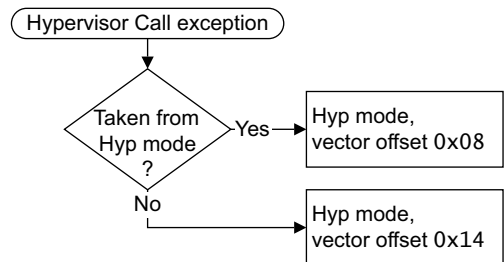 Hypervisor Call exception
Taken from
Hyp mode
?
Yes
Hyp mode,
vector offset 0x08
No
Hyp mode,
vector offset 0x14